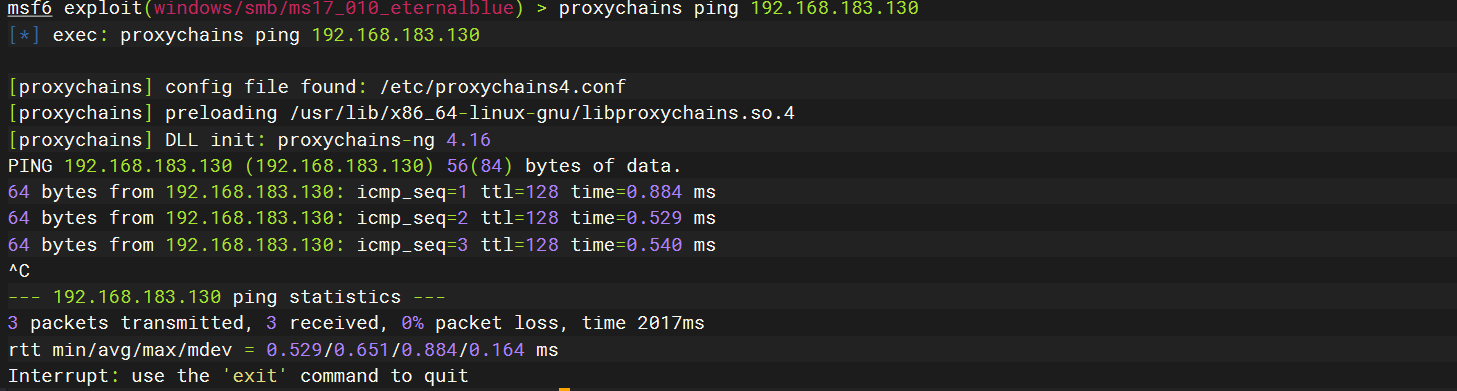 msf6 exploit(windows/smb/ms17_010_eternalblue) > proxychains ping 192.168.183.130
[*] exec: proxychains ping 192.168.183.130
[proxychains] config file found: /etc/proxychains4.conf
[proxychains] preloading /usr/lib/x86_64-linux-gnu/libproxychains.so.4
[proxychains] DLL init: proxychains-ng 4.16
PING 192.168.183.130 (192.168.183.130) 56(84) bytes of data.
64 bytes from 192.168.183.130: icmp_seq=1 ttl=128 time=0.884 ms
64 bytes from 192.168.183.130: icmp_seq=2 ttl=128 time=0.529 ms
64 bytes from 192.168.183.130: icmp_seq=3 ttl=128 time=0.540 ms
^C
--- 192.168.183.130 ping statistics ---
3 packets transmitted, 3 received, 0% packet loss, time 2017ms
rtt min/avg/max/mdev = 0.529/0.651/0.884/0.164 ms
Interrupt: use the 'exit' command to quit